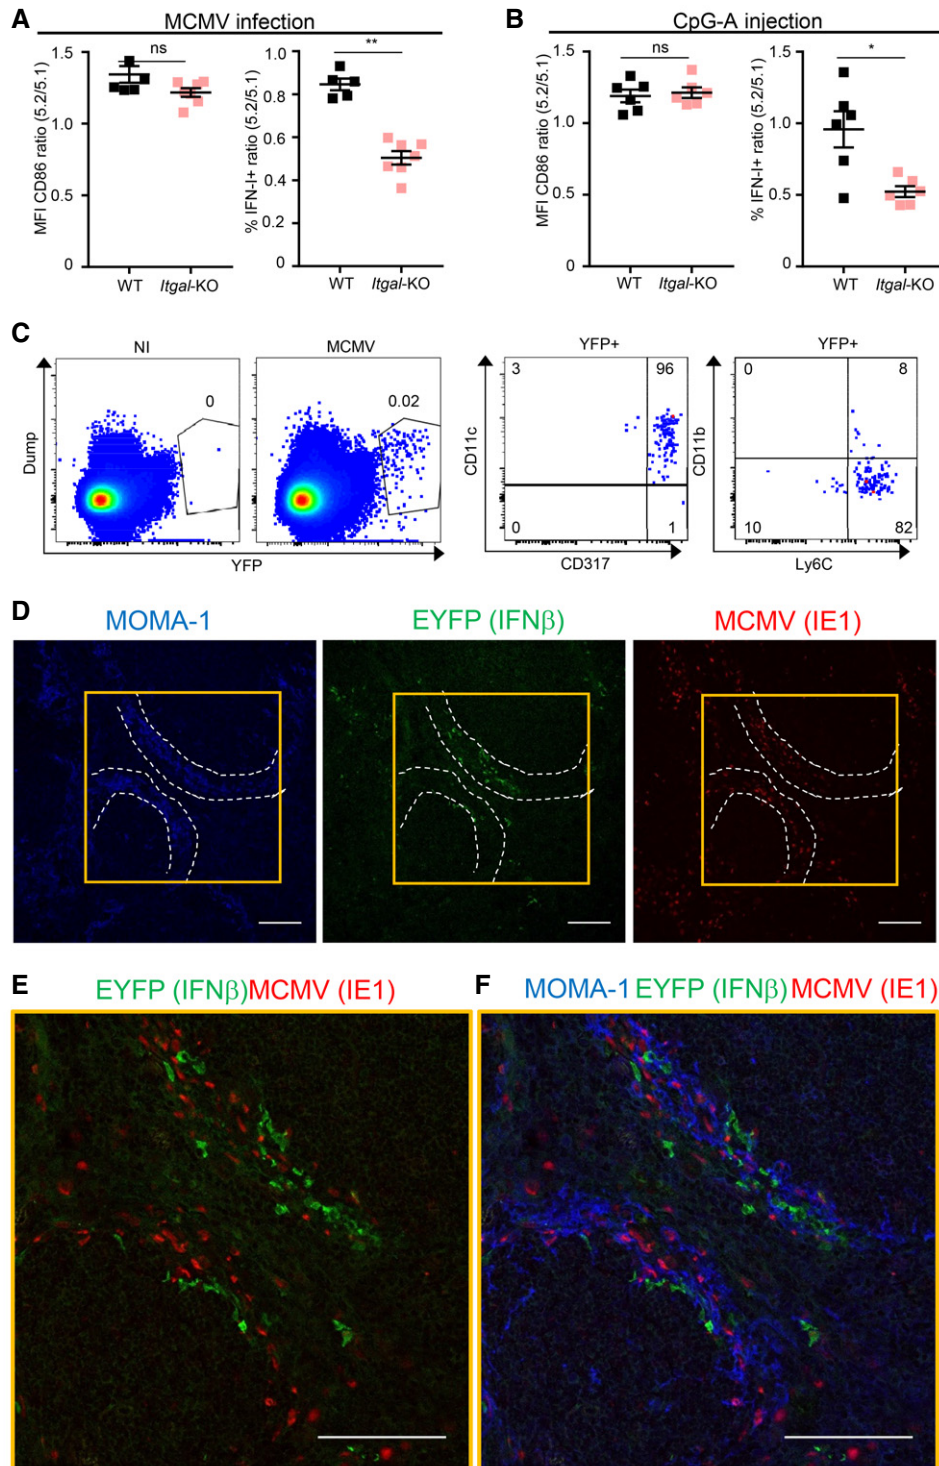 A
MCMV infection
MFI CD86 ratio (5.2/5.1)
1.5
1.0
0.5
0
ns
WT
Itgal-KO
% IFN-I+ ratio (5.2/5.1)
1.0
0.8
0.6
0.4
0.2
0
**
WT
Itgal-KO
B
CpG-A injection
MFI CD86 ratio (5.2/5.1)
1.5
1.0
0.5
0
ns
WT
Itgal-KO
% IFN-I+ ratio (5.2/5.1)
1.5
1.0
0.5
0
*
WT
Itgal-KO
C
NI
0
Dump
MCMV
0.02
YFP
YFP+
3
96
0
1
CD11c
CD317
YFP+
0
8
10
82
CD11b
Ly6C
D
MOMA-1
EYFP (IFNβ)
MCMV (IE1)
E
EYFP (IFNβ)MCMV (IE1)
F
MOMA-1 EYFP (IFNβ) MCMV (IE1)